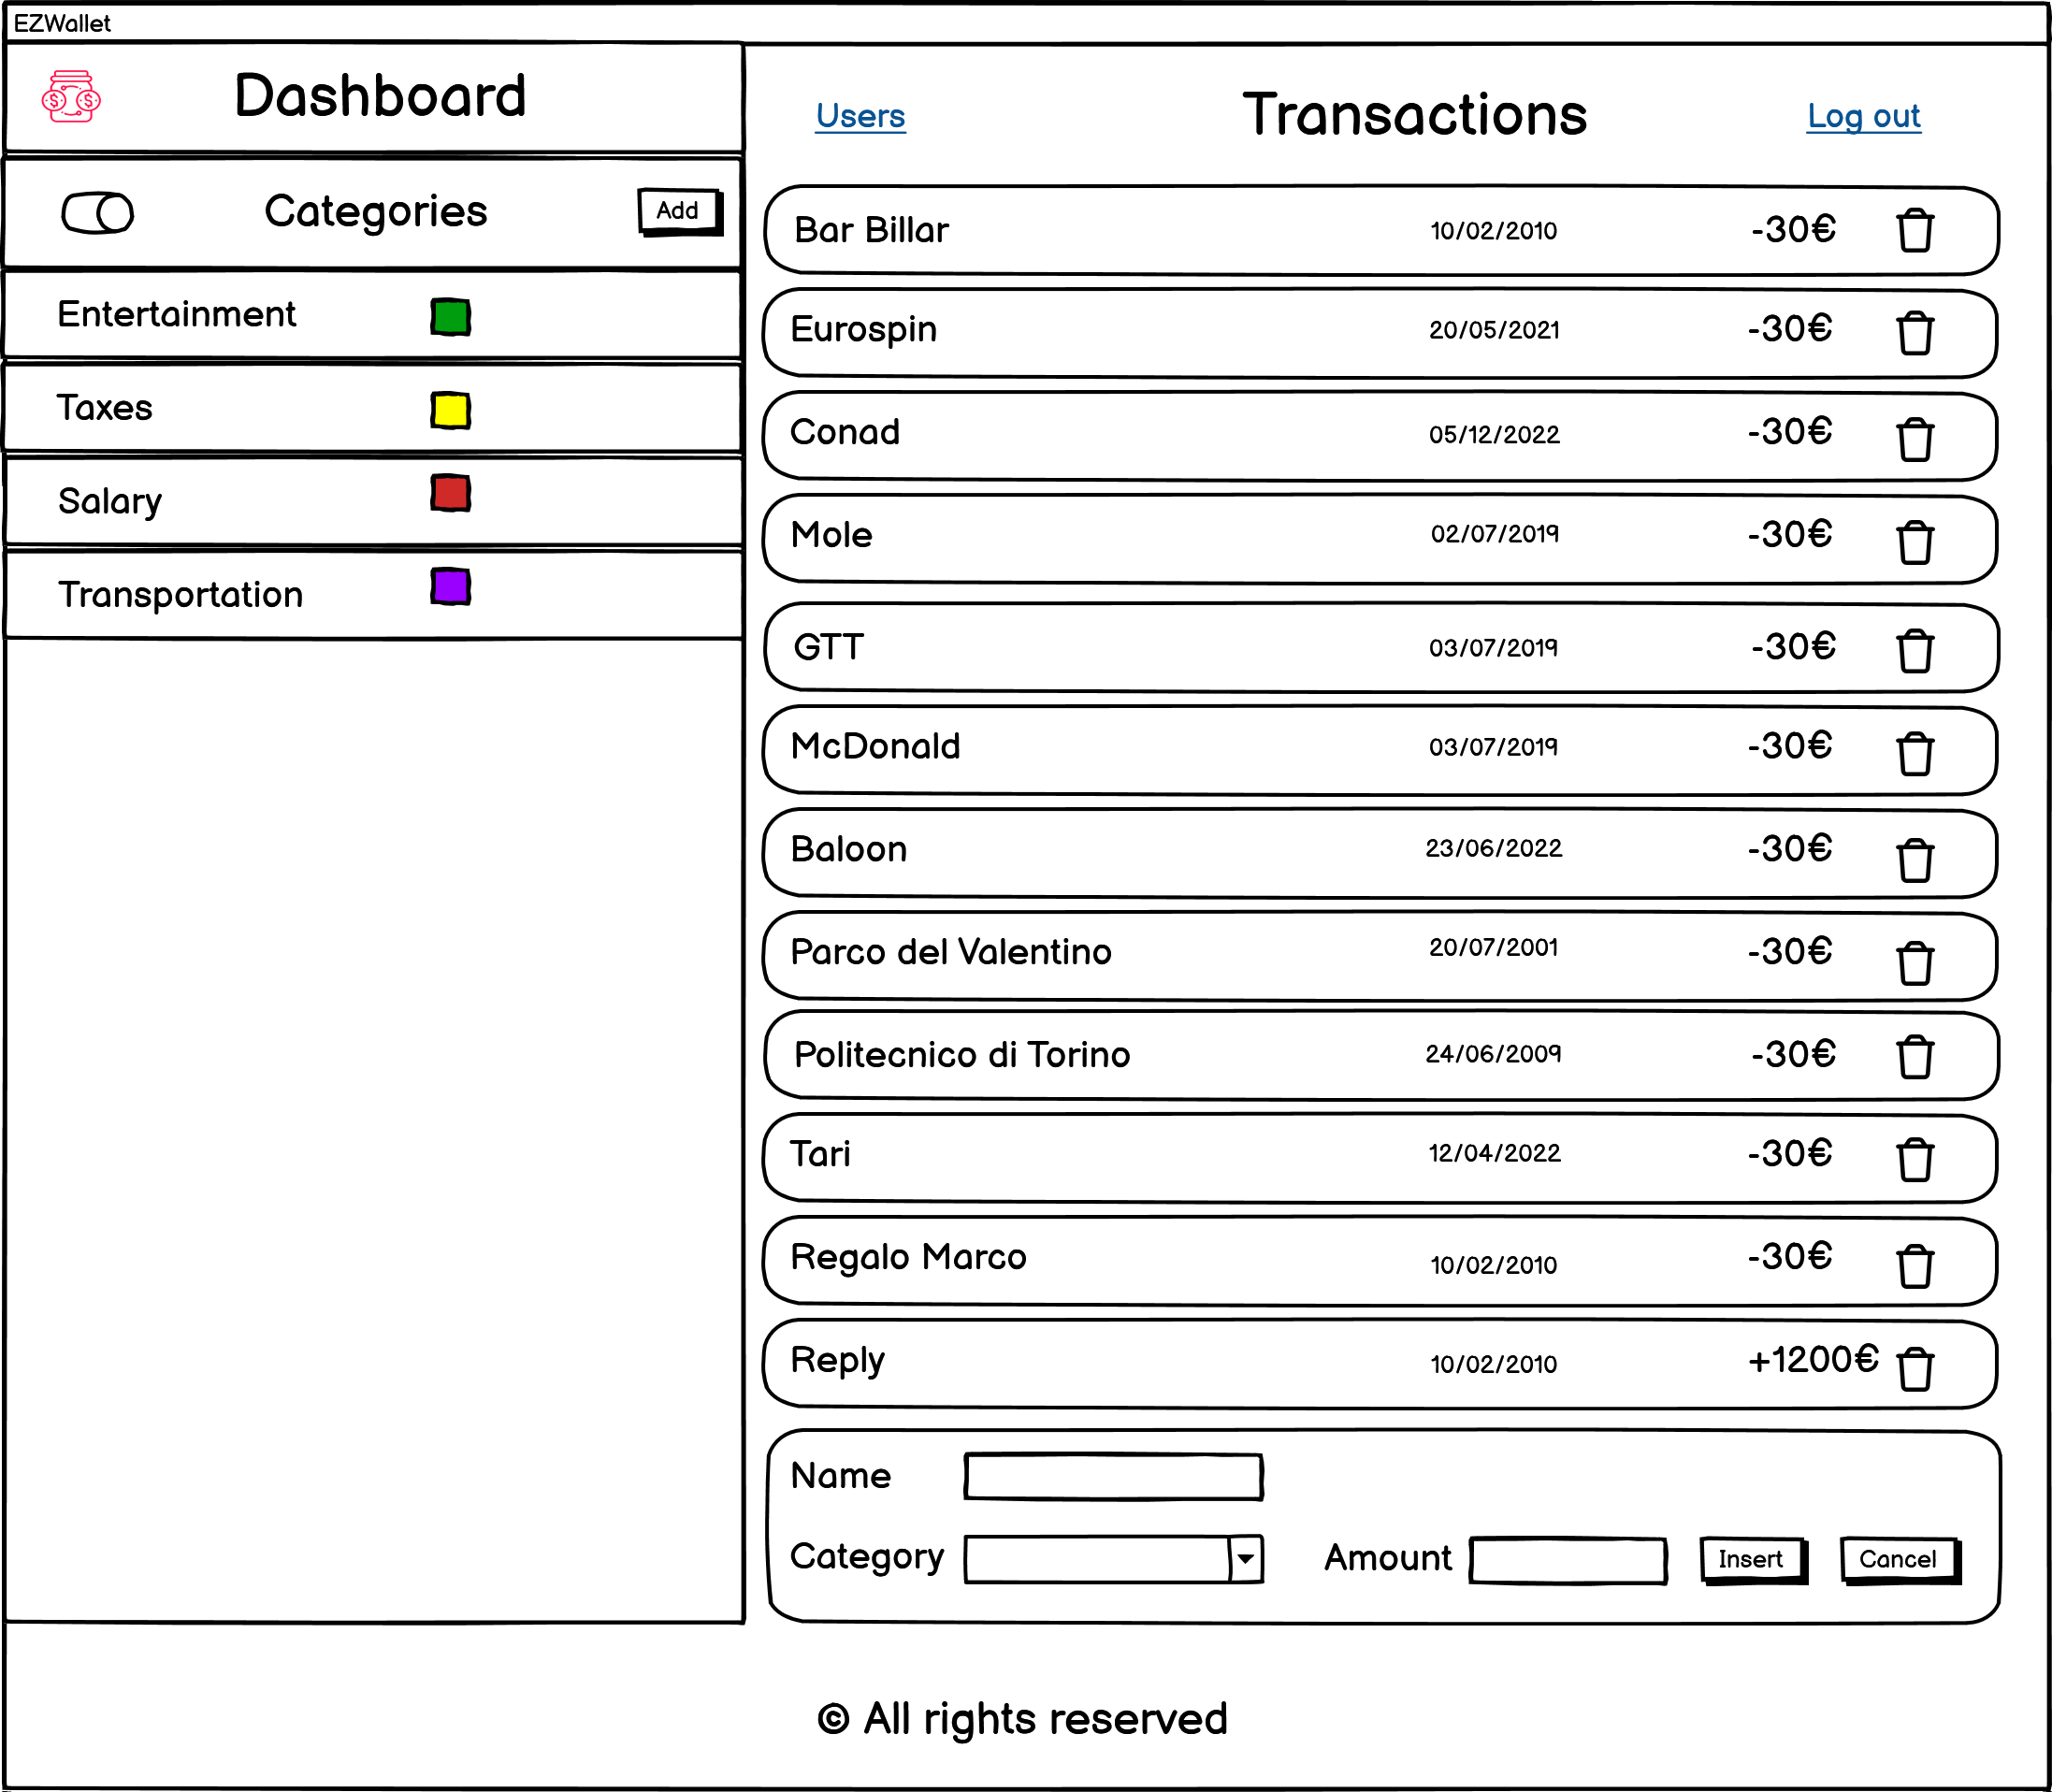 EZWallet
Dashboard
Categories
Add
Entertainment
Taxes
Salary
Transportation
Users
Transactions
Log out
Bar Billar 10/02/2010 -30€
Eurospin 20/05/2021 -30€
Conad 05/12/2022 -30€
Mole 02/07/2019 -30€
GTT 03/07/2019 -30€
McDonald 03/07/2019 -30€
Baloon 23/06/2022 -30€
Parco del Valentino 20/07/2001 -30€
Politecnico di Torino 24/06/2009 -30€
Tari 12/04/2022 -30€
Regalo Marco 10/02/2010 -30€
Reply 10/02/2010 +1200€
Name
Category
Amount
Insert
Cancel
© All rights reserved